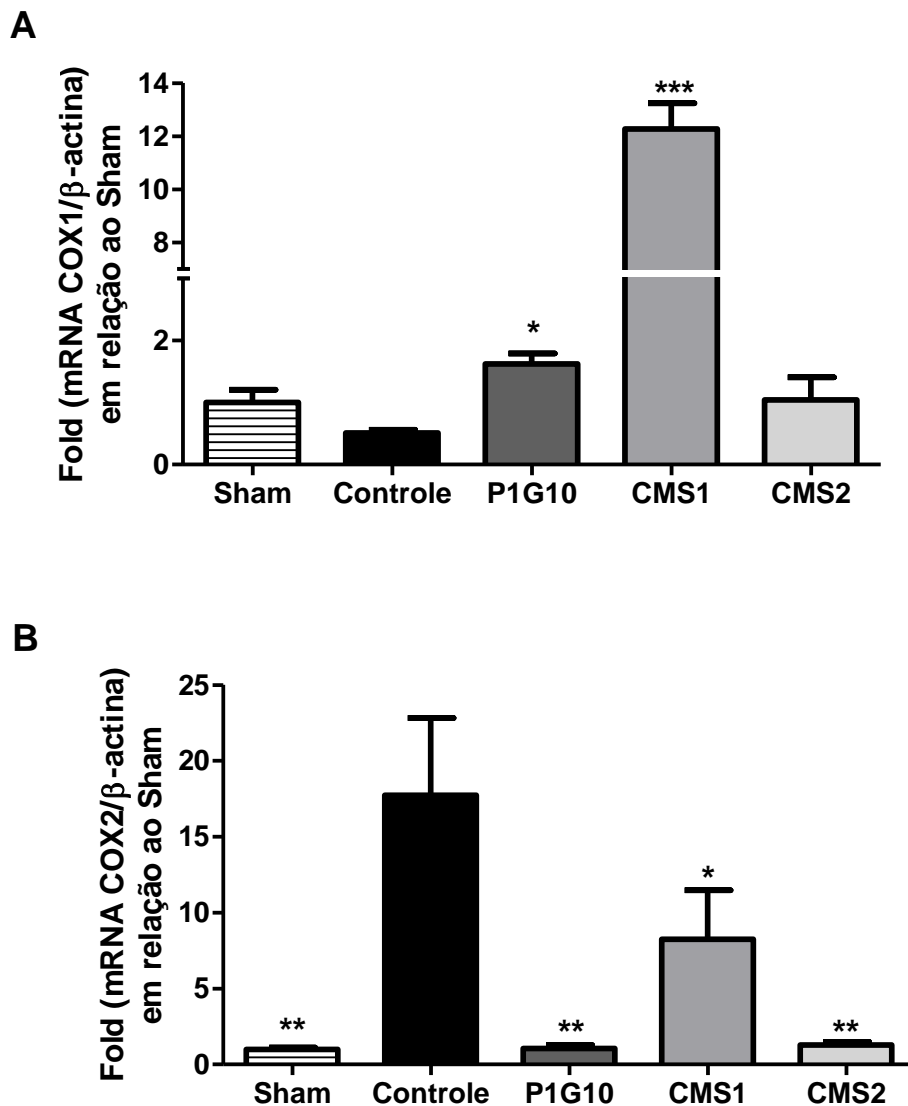 A
Fold (mRNA COX1/β-actina)
em relação ao Sham
14
12
10
8
2
0
*
***
Sham Controle P1G10 CMS1 CMS2
B
Fold (mRNA COX2/β-actina)
em relação ao Sham
25
20
15
10
5
0
**
**
*
**
Sham Controle P1G10 CMS1 CMS2